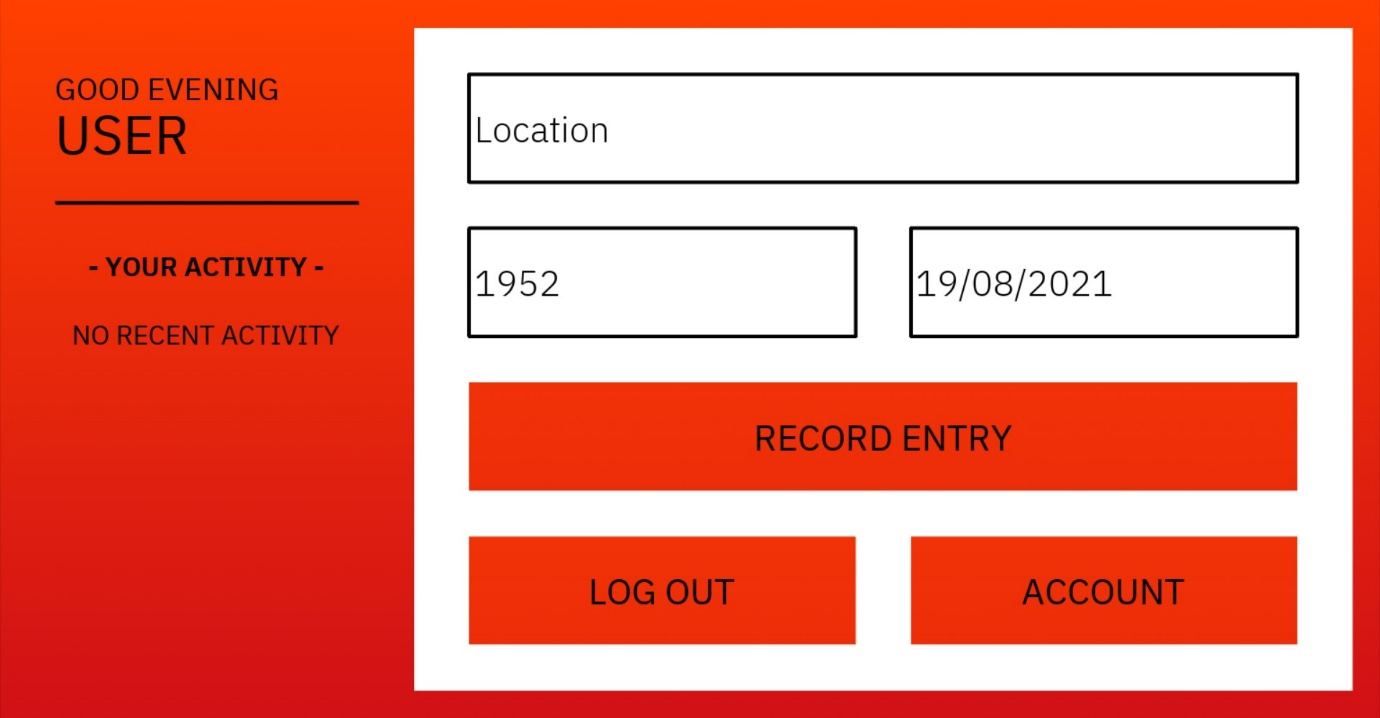 GOOD EVENING
USER
- YOUR ACTIVITY -
NO RECENT ACTIVITY
Location
1952
19/08/2021
RECORD ENTRY
LOG OUT
ACCOUNT